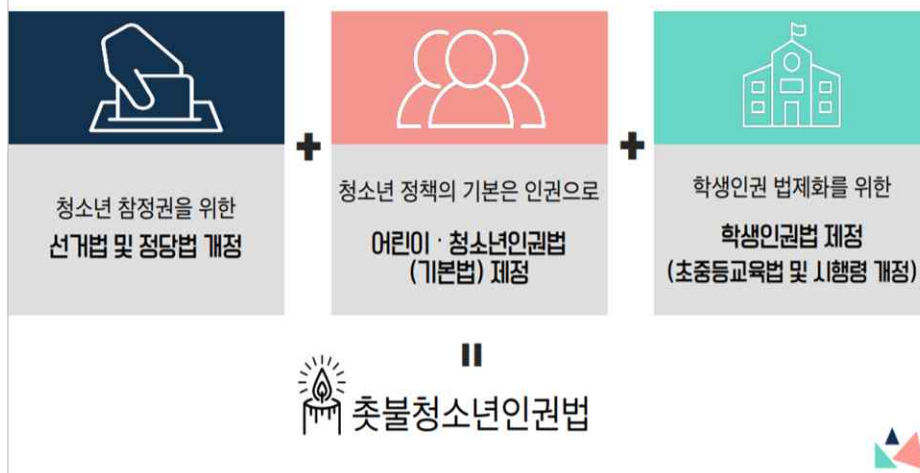 청소년 참정권을 위한
선거법 및 정당법 개정
+
청소년 정책의 기본은 인권으로
어린이 · 청소년인권법
(기본법) 제정
+
학생인권 법제화를 위한
학생인권법 제정
(초중등교육법 및 시행령 개정)
=
촛불청소년인권법